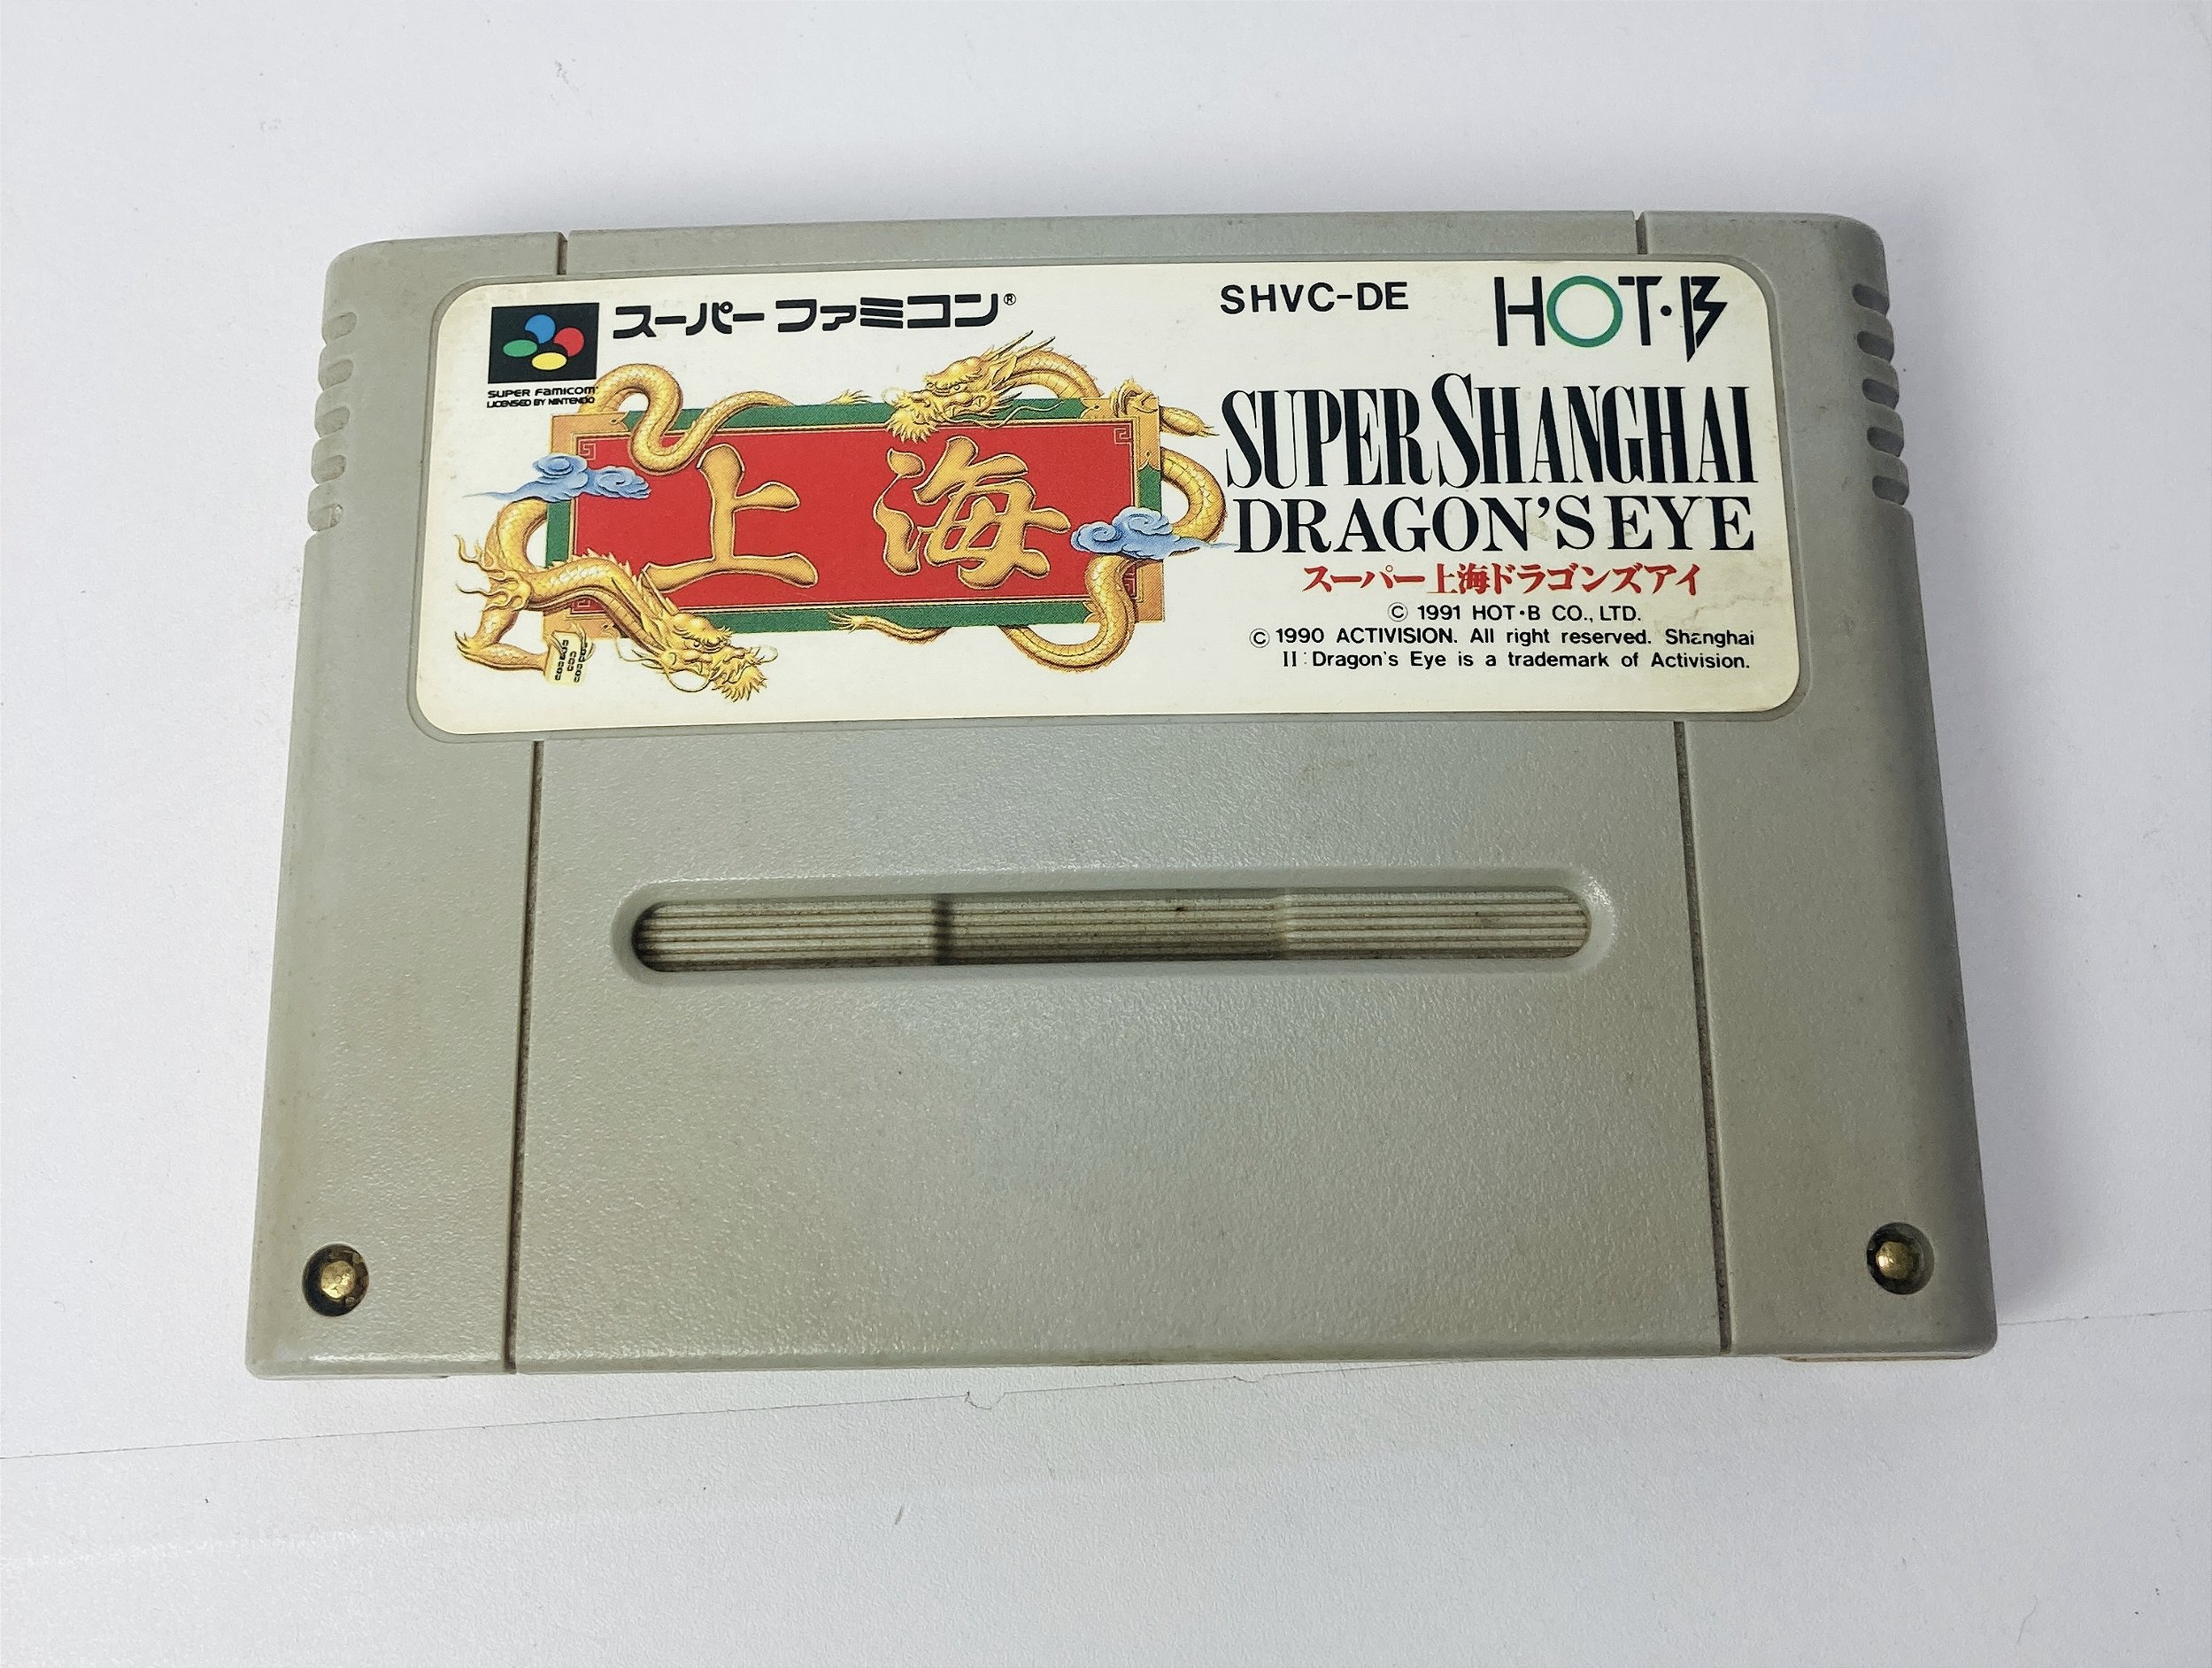 スーパーファミコン®
SHVC-DE
HOT・B
SUPER FAMICOM
LICENSED BY NINTENDO
上海
SUPER SHANGHAI
DRAGON'S EYE
スーパー上海ドラゴンズアイ
© 1991 HOT・B CO., LTD.
© 1990 ACTIVISION. All right reserved. Shanghai
II : Dragon's Eye is a trademark of Activision.